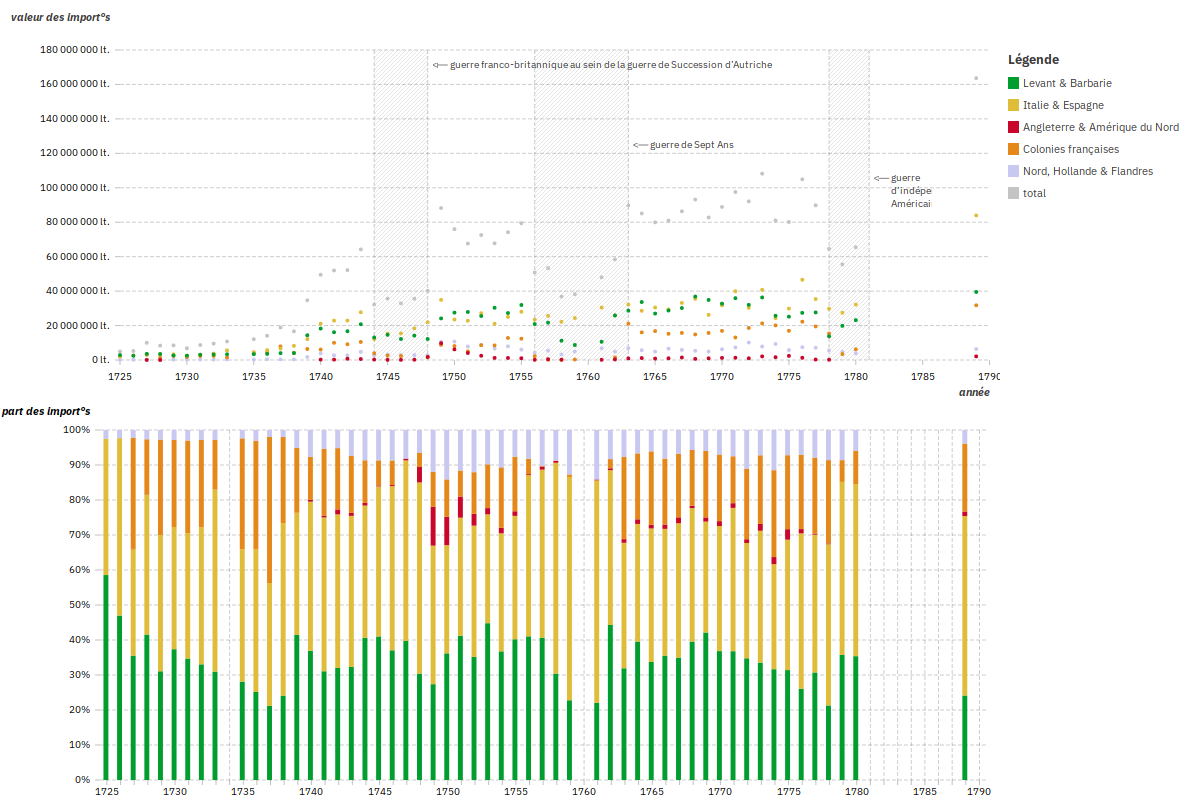 valeur des import°s
180 000 000 lt.
160 000 000 lt.
140 000 000 lt.
120 000 000 lt.
100 000 000 lt.
80 000 000 lt.
60 000 000 lt.
40 000 000 lt.
20 000 000 lt.
0 lt.
guerre franco-britannique au sein de la guerre de Succession d'Autriche
guerre de Sept Ans
guerre
d'indépe
Américai
1725 1730 1735 1740 1745 1750 1755 1760 1765 1770 1775 1780 1785 1790
année
Légende
Levant & Barbarie
Italie & Espagne
Angleterre & Amérique du Nord
Colonies françaises
Nord, Hollande & Flandres
total
part des import°s
100%
90%
80%
70%
60%
50%
40%
30%
20%
10%
0%
1725 1730 1735 1740 1745 1750 1755 1760 1765 1770 1775 1780 1785 1790